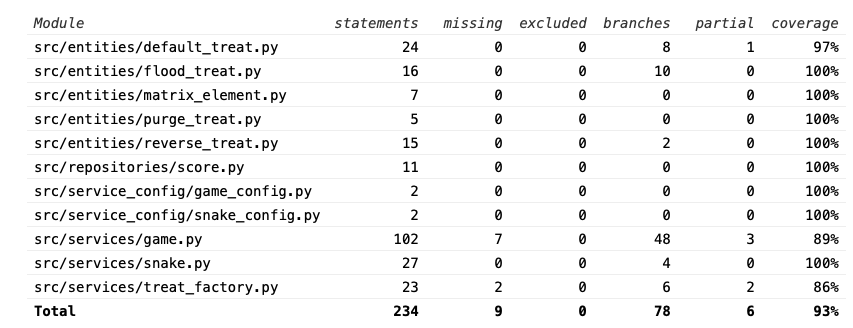 Module statements missing excluded branches partial coverage
src/entities/default_treat.py 24 0 0 8 1 97%
src/entities/flood_treat.py 16 0 0 10 0 100%
src/entities/matrix_element.py 7 0 0 0 0 100%
src/entities/purge_treat.py 5 0 0 0 0 100%
src/entities/reverse_treat.py 15 0 0 2 0 100%
src/repositories/score.py 11 0 0 0 0 100%
src/service_config/game_config.py 2 0 0 0 0 100%
src/service_config/snake_config.py 2 0 0 0 0 100%
src/services/game.py 102 7 0 48 3 89%
src/services/snake.py 27 0 0 4 0 100%
src/services/treat_factory.py 23 2 0 6 2 86%
Total 234 9 0 78 6 93%